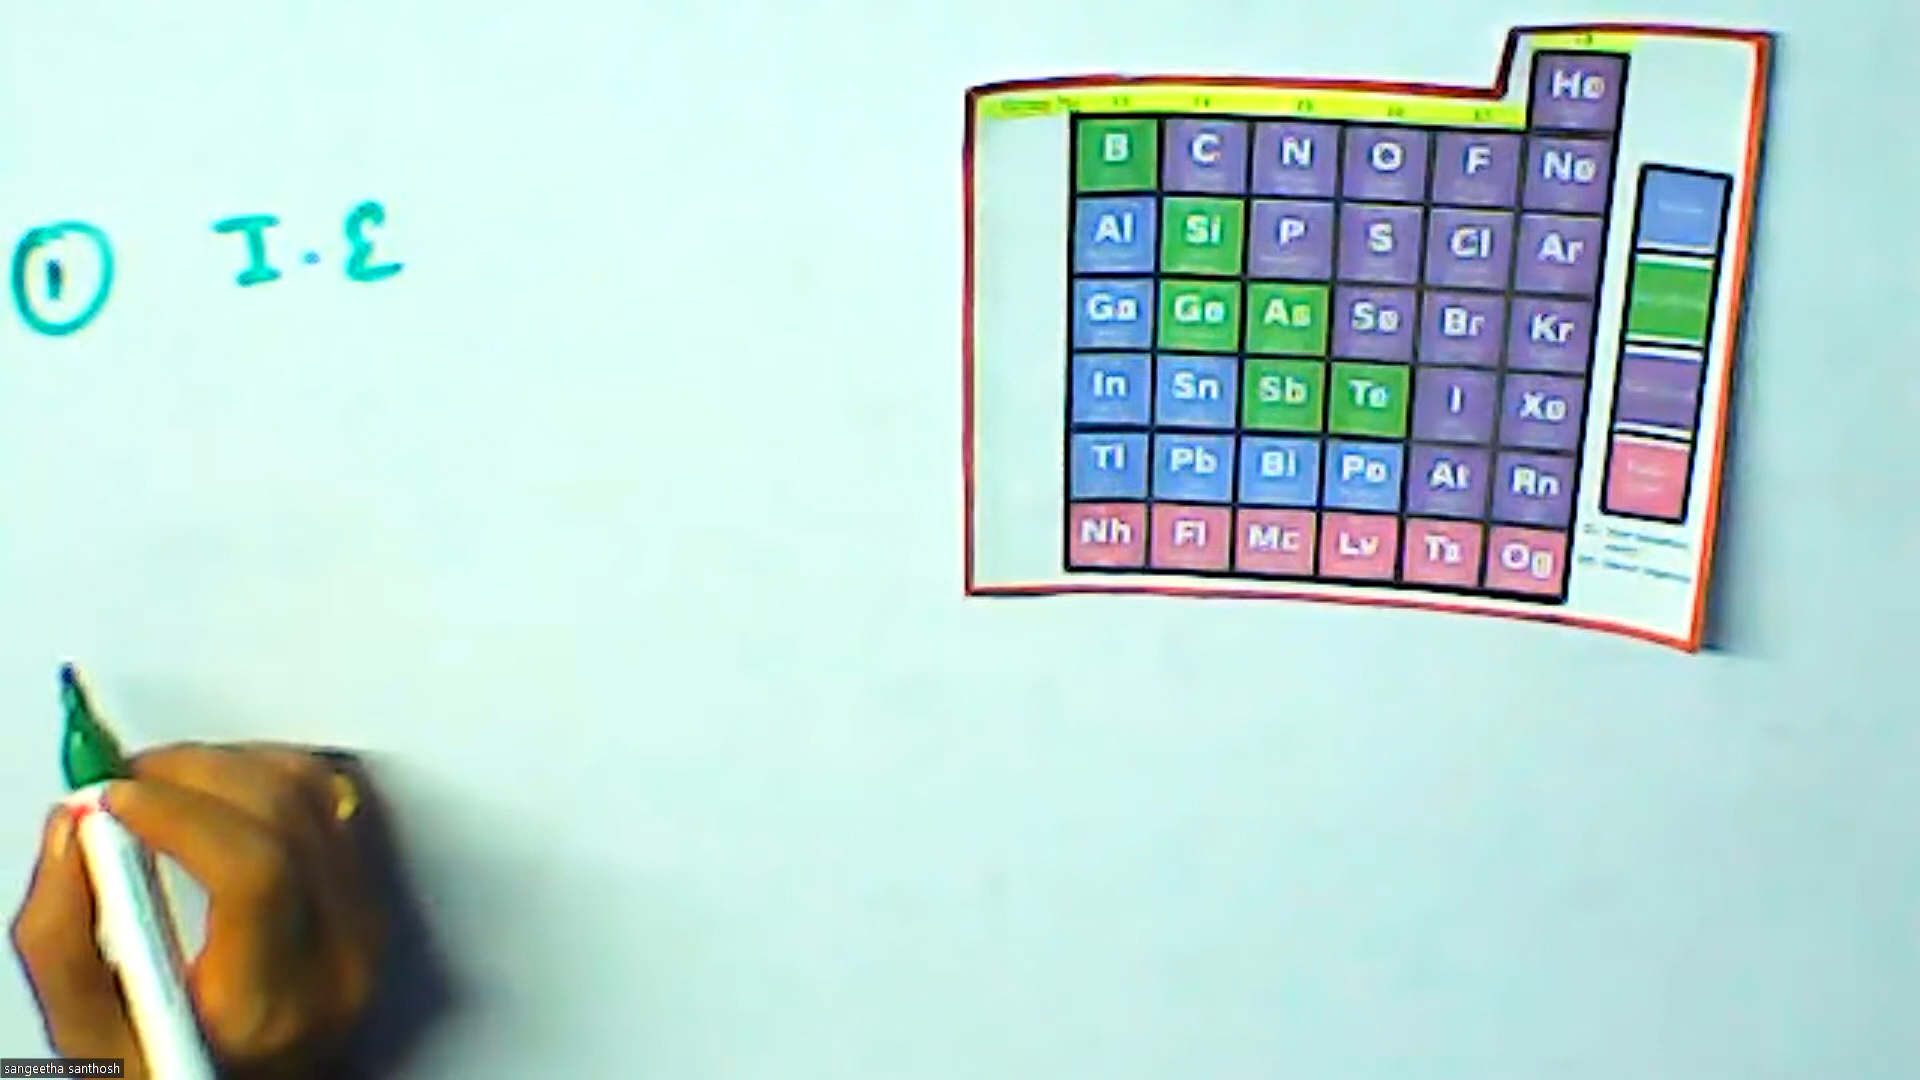 ① I.E
He
B C N O F Ne
Al Si P S Cl Ar
Ga Ge As Se Br Kr
In Sn Sb Te I Xe
Tl Pb Bi Po At Rn
Nh Fl Mc Lv Ts Og
sangeetha santhosh